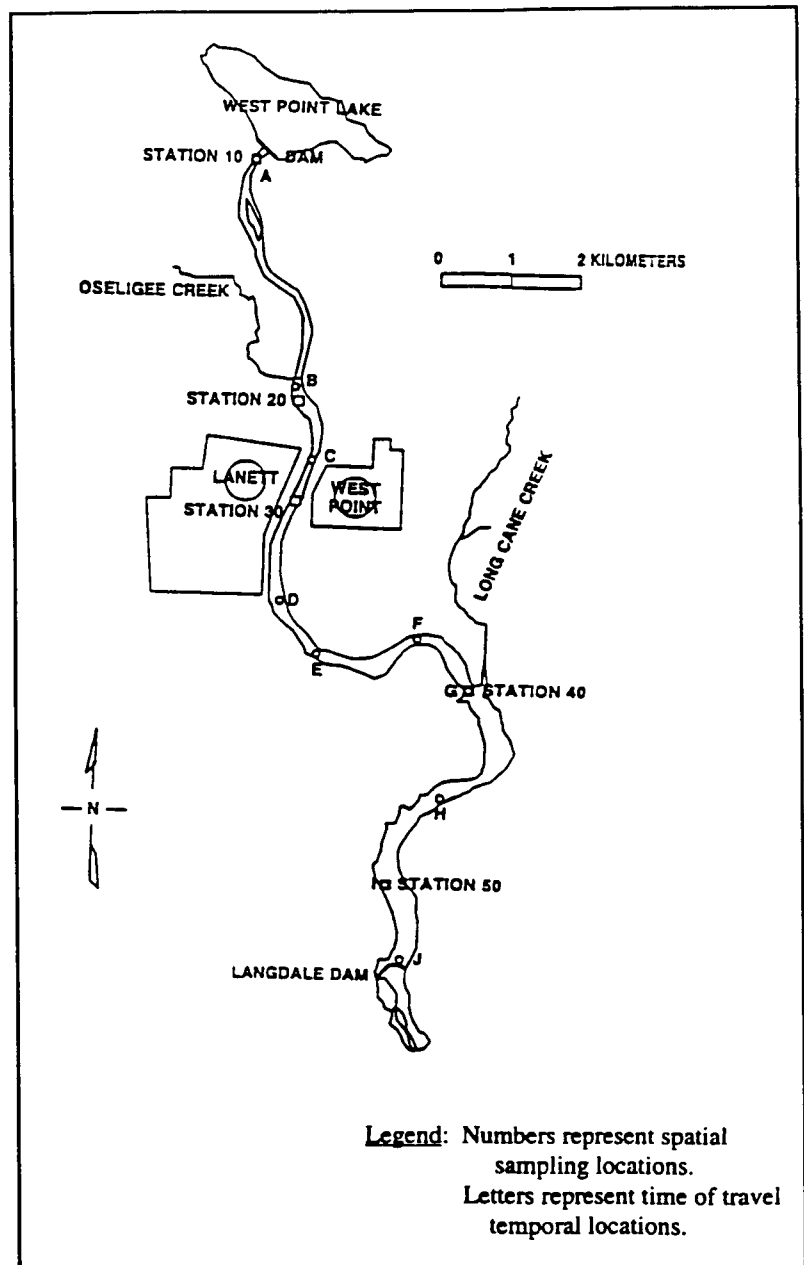 WEST POINT LAKE
STATION 10
DAM
A
0 1 2 KILOMETERS
OSELIGEE CREEK
B
STATION 20
C
LANETT
WEST
POINT
STATION 30
LONG CANE CREEK
D
F
E
G
STATION 40
N
H
I
STATION 50
J
LANGDALE DAM
Legend: Numbers represent spatial
sampling locations.
Letters represent time of travel
temporal locations.